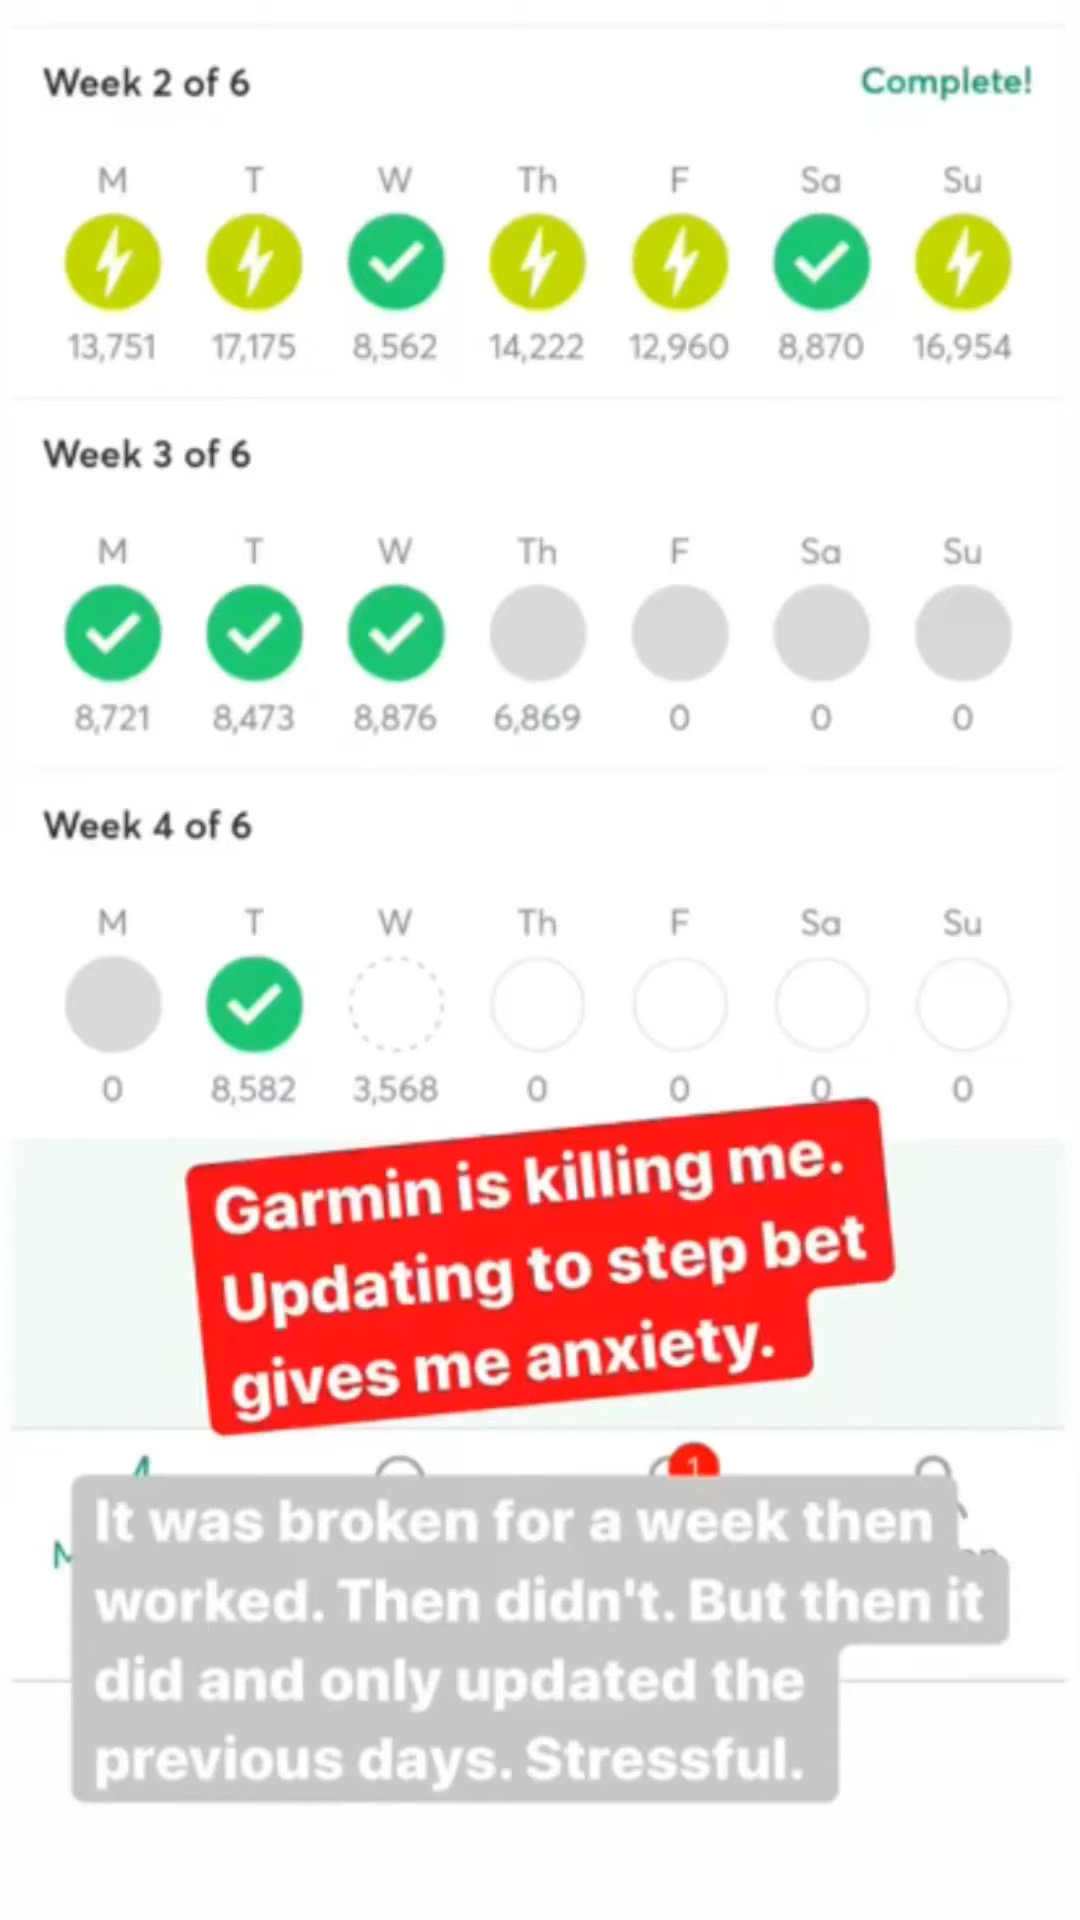 Week 2 of 6 Complete!
M T W Th F Sa Su
13,751 17,175 8,562 14,222 12,960 8,870 16,954
Week 3 of 6
M T W Th F Sa Su
8,721 8,473 8,876 6,869 0 0 0
Week 4 of 6
M T W Th F Sa Su
0 8,582 3,568 0 0 0 0
Garmin is killing me.
Updating to step bet
gives me anxiety.
1
It was broken for a week then
worked. Then didn't. But then it
did and only updated the
previous days. Stressful.